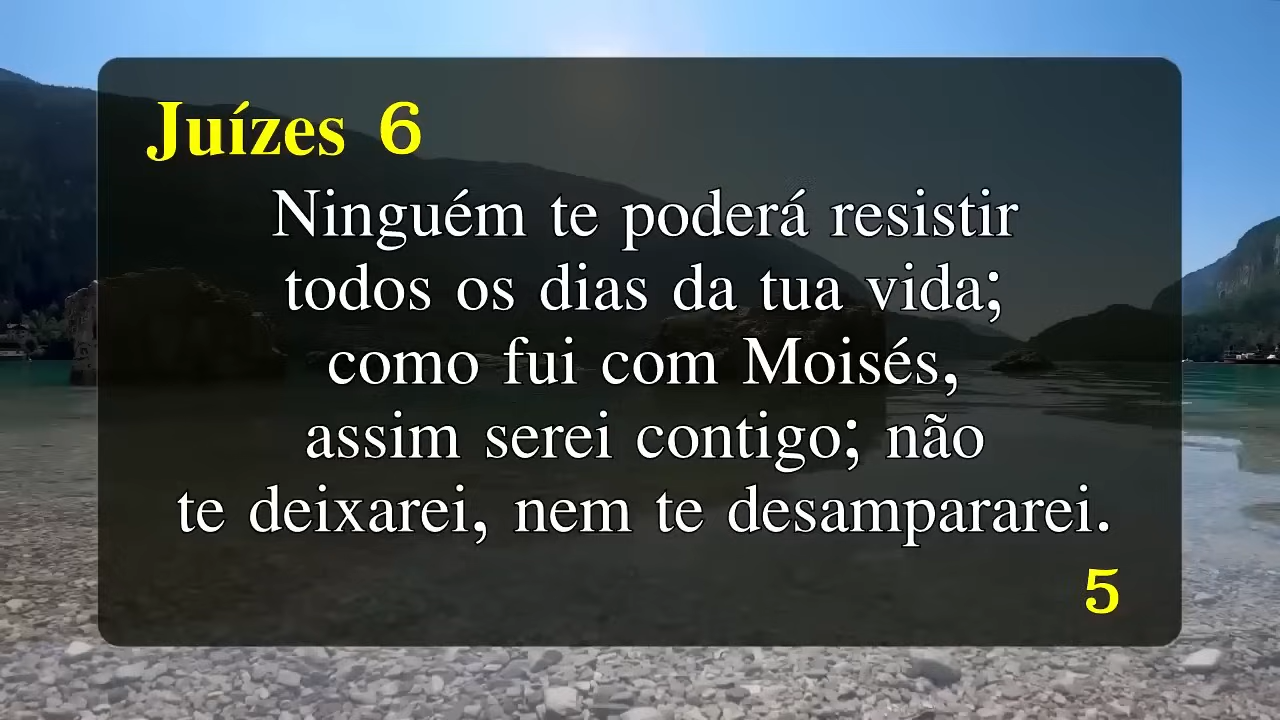 Juízes 6
Ninguém te poderá resistir
todos os dias da tua vida;
como fui com Moisés,
assim serei contigo; não
te deixarei, nem te desampararei.
5